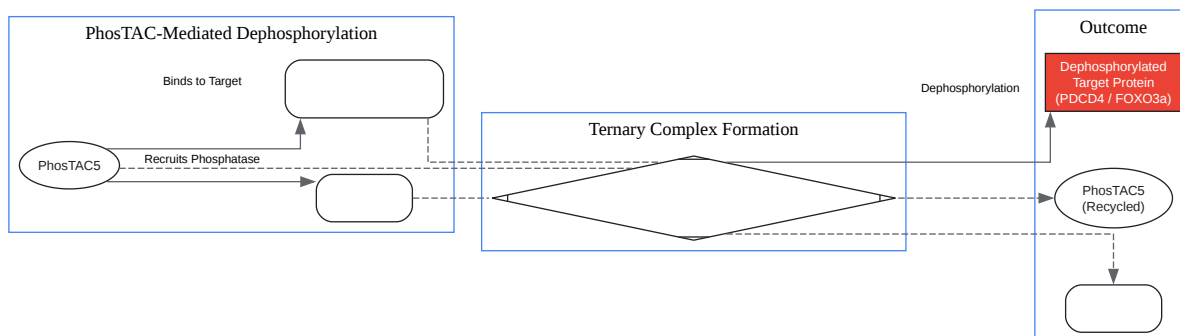 PhosTAC-Mediated Dephosphorylation
Binds to Target
PhosTAC5
Recruits Phosphatase
Ternary Complex Formation
Dephosphorylation
Outcome
Dephosphorylated
Target Protein
(PDCD4 / FOXO3a)
PhosTAC5
(Recycled)